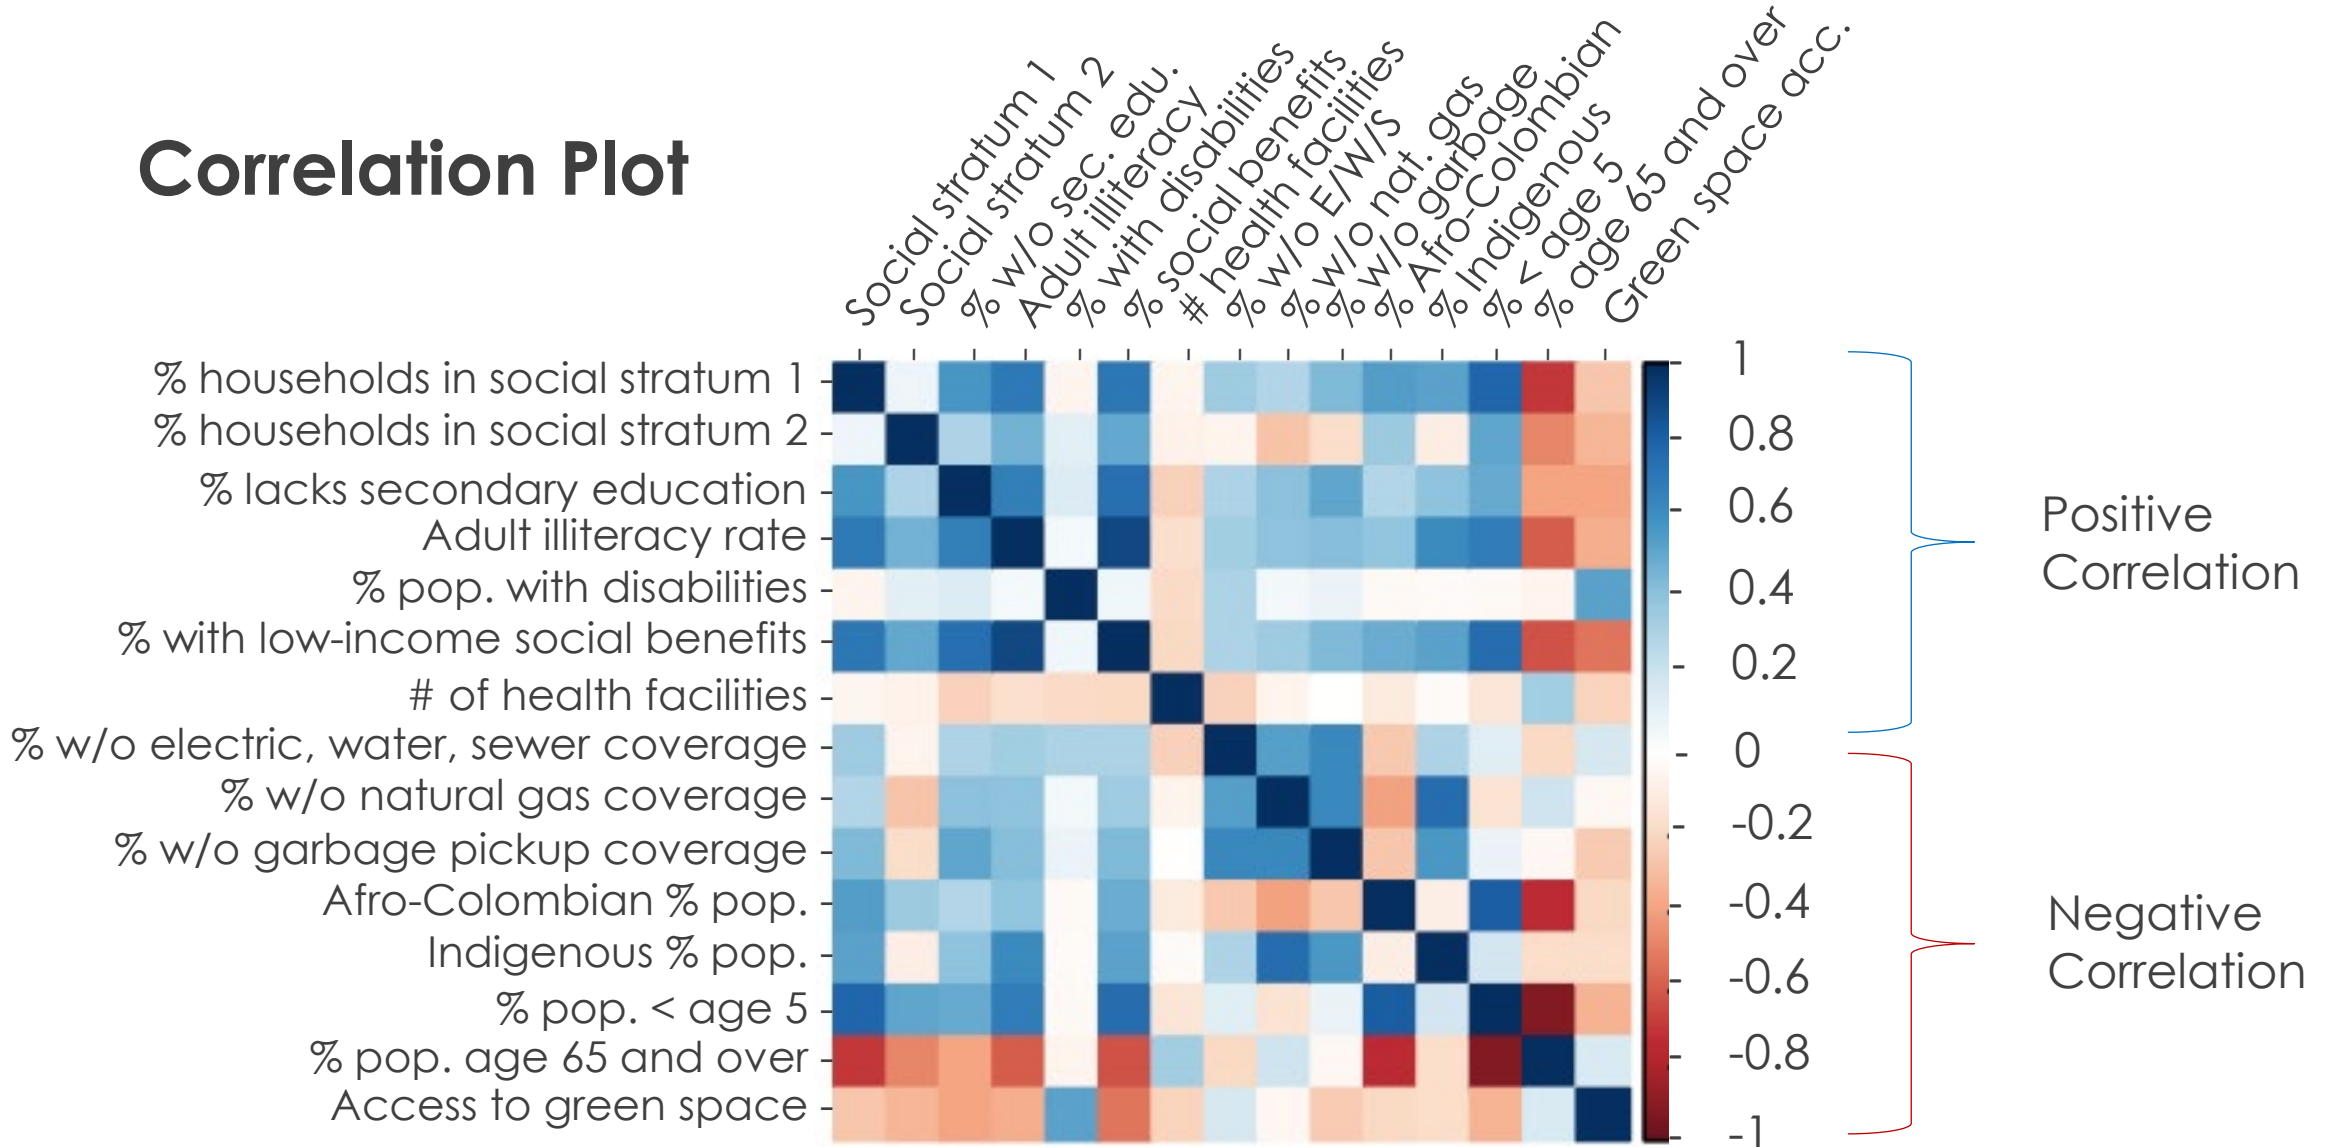 Correlation Plot
Social stratum 1
Social stratum 2
% w/o sec. edu.
Adult illiteracy
% with disabilities
% social benefits
# health facilities
% w/o E/W/S
% w/o nat. gas
% w/o garbage
% Afro-Colombian
% Indigenous
% < age 5
% age 65 and over
Green space acc.
% households in social stratum 1
% households in social stratum 2
% lacks secondary education
Adult illiteracy rate
% pop. with disabilities
% with low-income social benefits
# of health facilities
% w/o electric, water, sewer coverage
% w/o natural gas coverage
% w/o garbage pickup coverage
Afro-Colombian % pop.
Indigenous % pop.
% pop. < age 5
% pop. age 65 and over
Access to green space
1
0.8
0.6
0.4
0.2
0
-0.2
-0.4
-0.6
-0.8
-1
Positive
Correlation
Negative
Correlation